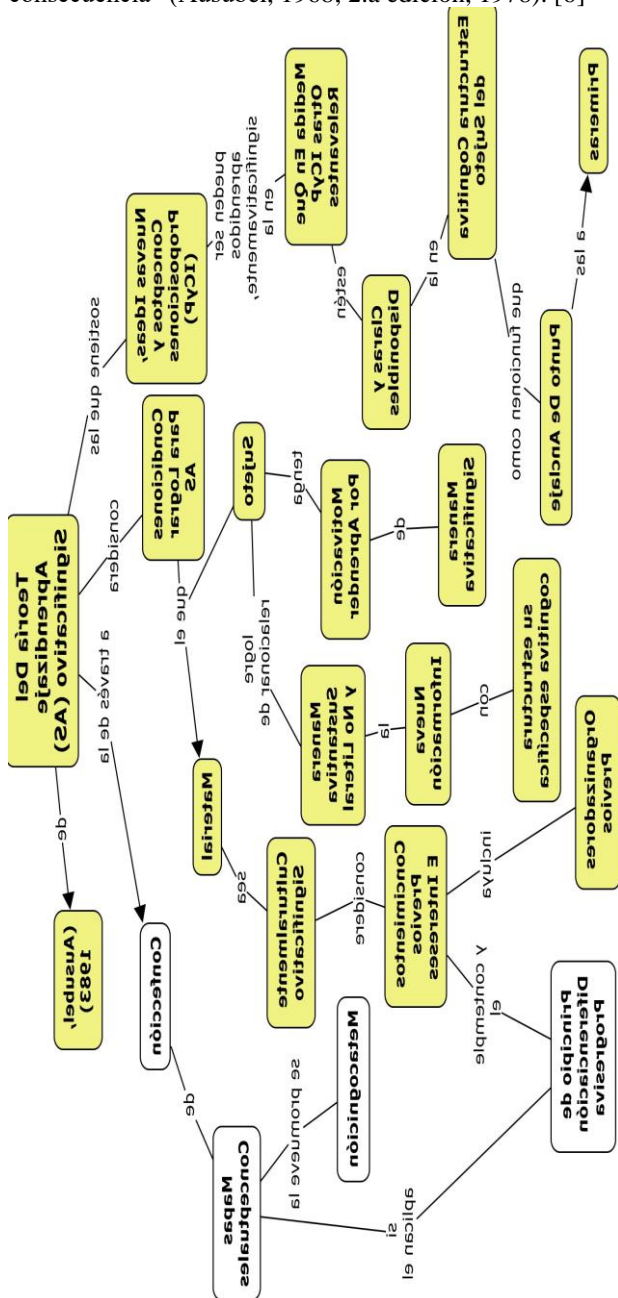 consecuencia" (Ausubel, 1968; 2.a edición, 1978). [6]
Teoría Del
Aprendizaje
Significativo (AS)
sostiene que las
Nuevas Ideas,
Conceptos y
Proposiciones
(ICyP)
pueden ser
aprendidos
significativamente,
en la
Medida En que
Otras ICyP
Relevantes
estén
Claras y
Disponibles
en la
Estructura Cognitiva
del Sujeto
que funcionen como
Punto De Anclaje
a las
Primeras
considera
Condiciones
Para Lograr
AS
que el
Sujeto
tenga
Motivación
Por Aprender
de
Manera
Significativa
logre
relacionar de
Manera
Sustantiva
Y No Literal
la
Nueva
Información
con
su estructura
cognitiva específica
Material
sea
Culturalmente
Significativo
considere
Conocimientos
Previos
E Intereses
incluya
Organizadores
Previos
y contemple
el
Principio de
Diferenciación
Progresiva
a través de la
Confección
de
Mapas
Conceptuales
se promueve la
Metacognición
si
aplican el
de
(Ausubel,
1983)